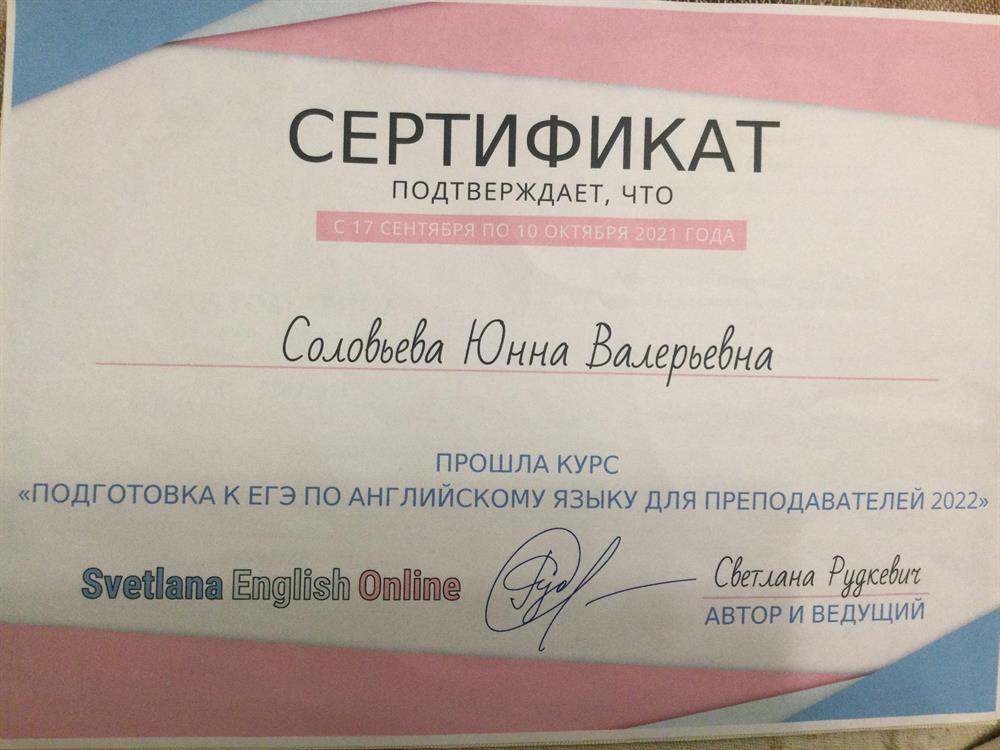 СЕРТИФИКАТ
ПОДТВЕРЖДАЕТ, ЧТО
С 17 СЕНТЯБРЯ ПО 10 ОКТЯБРЯ 2021 ГОДА
Соловьева Юнна Валерьевна
ПРОШЛА КУРС
«ПОДГОТОВКА К ЕГЭ ПО АНГЛИЙСКОМУ ЯЗЫКУ ДЛЯ ПРЕПОДАВАТЕЛЕЙ 2022»
Svetlana English Online
Светлана Рудкевич
АВТОР И ВЕДУЩИЙ